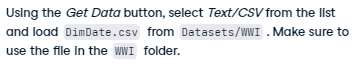 Using the Get Data button, select Text/CSV from the list
and load DimDate.csv from Datasets/WWI . Make sure to
use the file in the WWI folder.